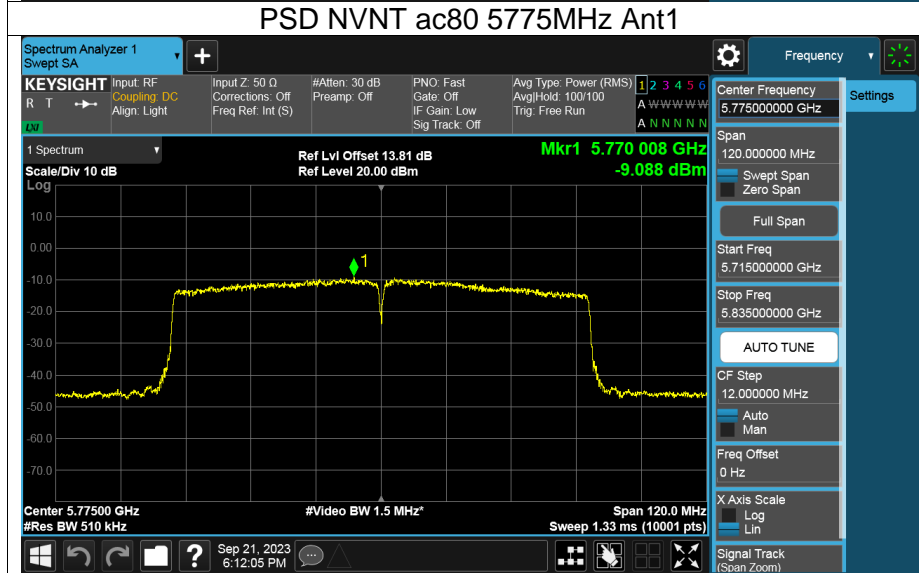 PSD NVNT ac80 5775MHz Ant1
Spectrum Analyzer 1
Swept SA
+
Frequency
KEYSIGHT
R T
LXI
Input: RF
Coupling: DC
Align: Light
Input Z: 50 Ω
Corrections: Off
Freq Ref: Int (S)
#Atten: 30 dB
Preamp: Off
PNO: Fast
Gate: Off
IF Gain: Low
Sig Track: Off
Avg Type: Power (RMS)
Avg|Hold: 100/100
Trig: Free Run
1 2 3 4 5 6
A W W W W W
A N N N N N
1 Spectrum
Scale/Div 10 dB
Log
Ref Lvl Offset 13.81 dB
Ref Level 20.00 dBm
Mkr1 5.770 008 GHz
-9.088 dBm
10.0
0.00
-10.0
-20.0
-30.0
-40.0
-50.0
-60.0
-70.0
1
Center 5.77500 GHz
#Res BW 510 kHz
#Video BW 1.5 MHz*
Span 120.0 MHz
Sweep 1.33 ms (10001 pts)
?
Sep 21, 2023
6:12:05 PM
Center Frequency
5.775000000 GHz
Settings
Span
120.000000 MHz
Swept Span
Zero Span
Full Span
Start Freq
5.715000000 GHz
Stop Freq
5.835000000 GHz
AUTO TUNE
CF Step
12.000000 MHz
Auto
Man
Freq Offset
0 Hz
X Axis Scale
Log
Lin
Signal Track
(Span Zoom)